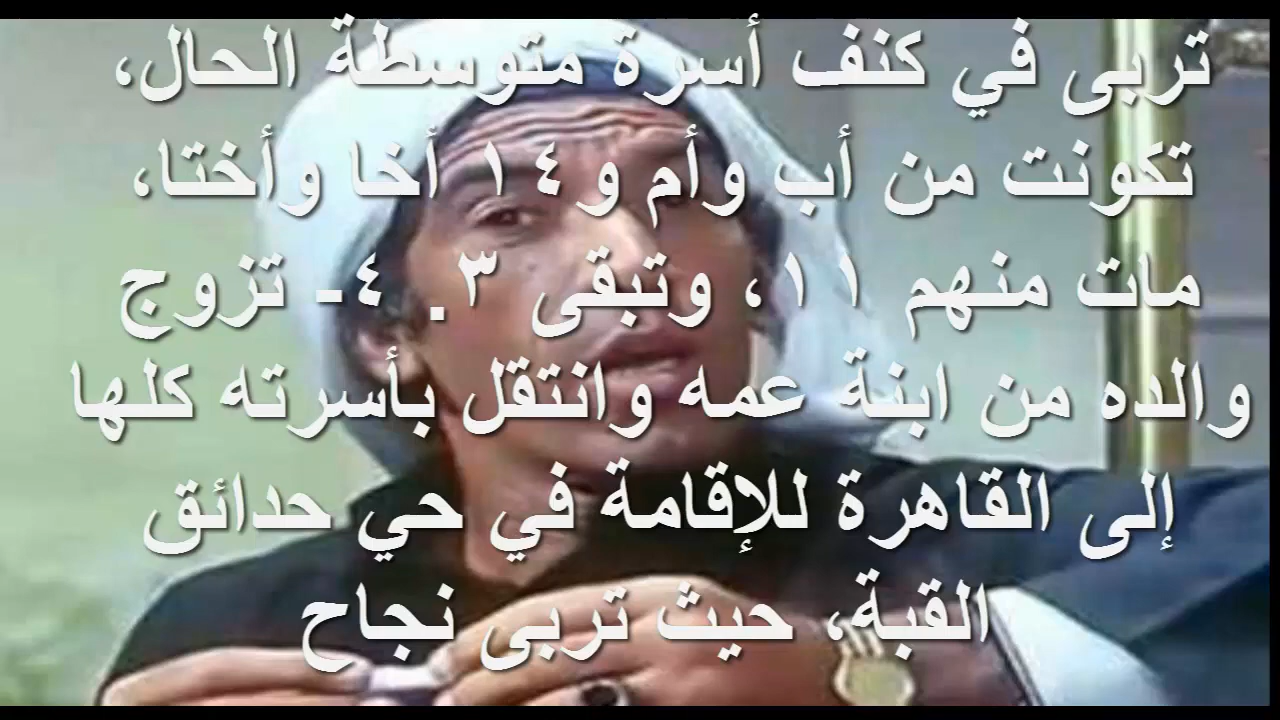 تربى في كنف أسرة متوسطة الحال،
تكونت من أب وأم و١٤ أخا وأختا،
مات منهم ١١، وتبقى ٣. ٤- تزوج
والده من ابنة عمه وانتقل بأسرته كلها
إلى القاهرة للإقامة في حي حدائق
القبة، حيث تربى نجاح